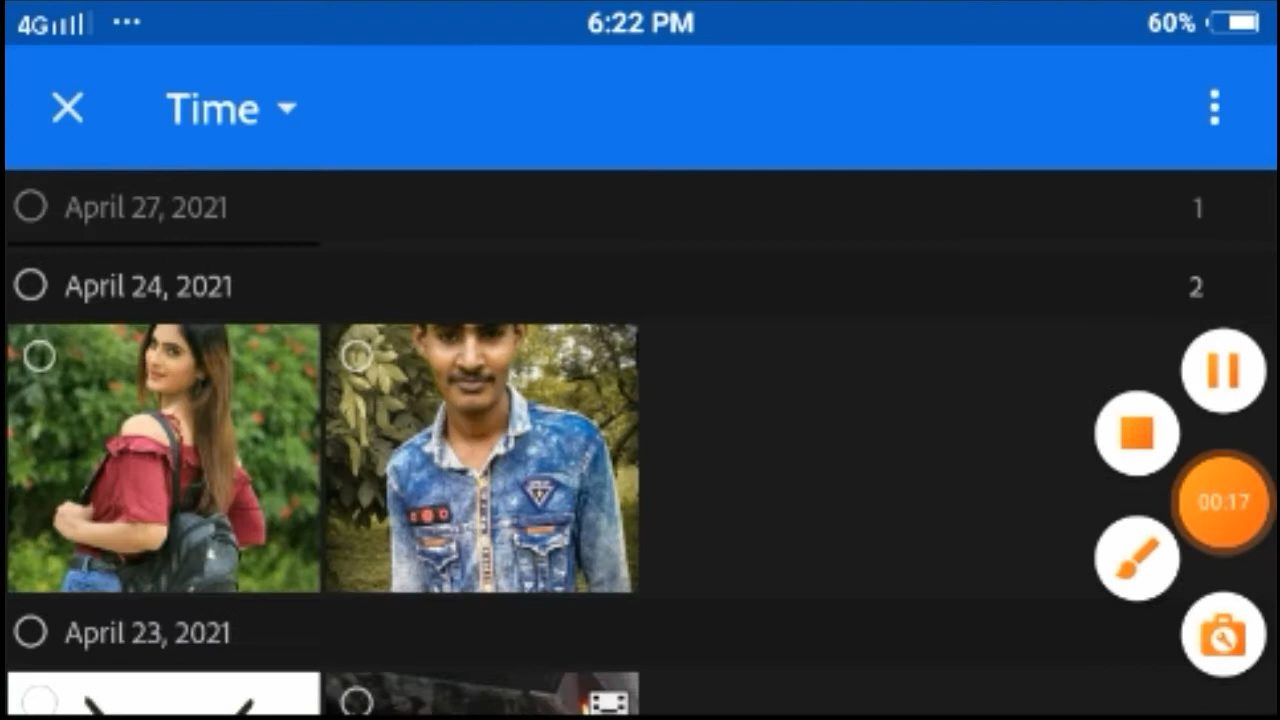 4G 6:22 PM 60%
Time
April 27, 2021 1
April 24, 2021 2
00:17
April 23, 2021